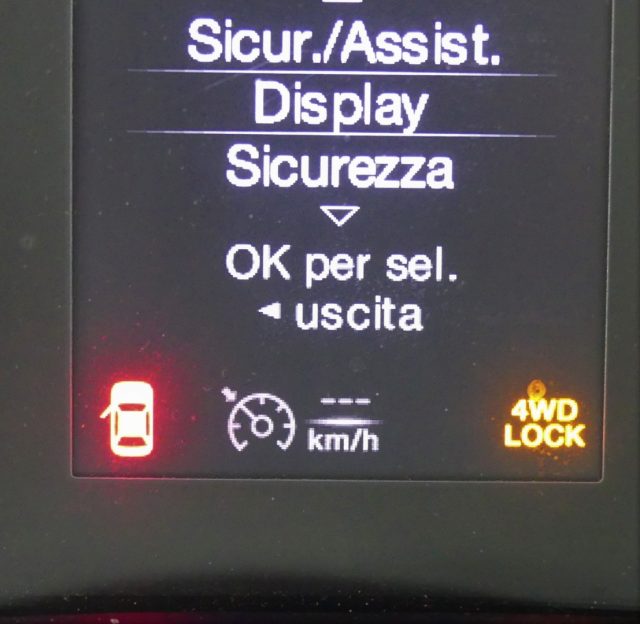 Sicur./Assist.
Display
Sicurezza
OK per sel.
uscita
---
km/h
4WD
LOCK